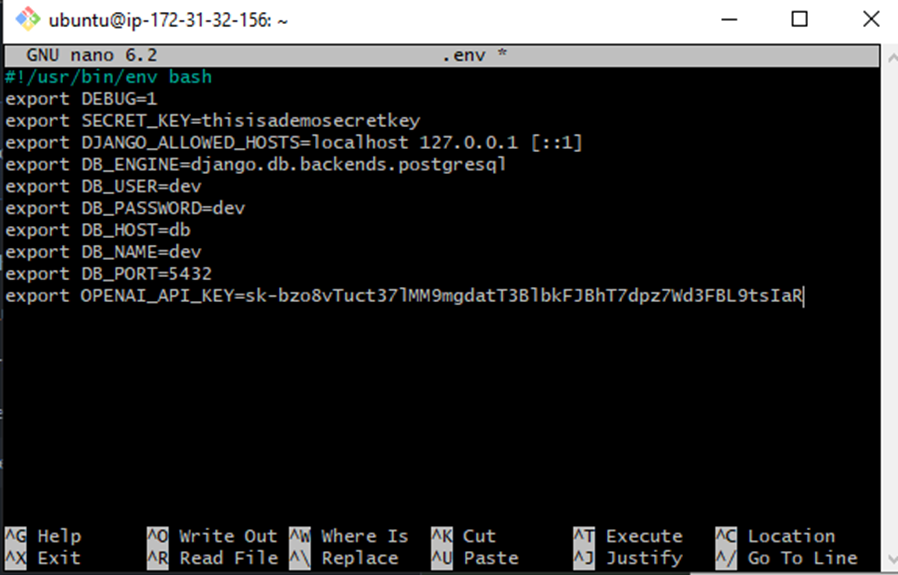 ubuntu@ip-172-31-32-156: ~
GNU nano 6.2 .env *
#!/usr/bin/env bash
export DEBUG=1
export SECRET_KEY=thisisademosecretkey
export DJANGO_ALLOWED_HOSTS=localhost 127.0.0.1 [::1]
export DB_ENGINE=django.db.backends.postgresql
export DB_USER=dev
export DB_PASSWORD=dev
export DB_HOST=db
export DB_NAME=dev
export DB_PORT=5432
export OPENAI_API_KEY=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
^G Help ^O Write Out ^W Where Is ^K Cut ^T Execute ^C Location
^X Exit ^R Read File ^\ Replace ^U Paste ^J Justify ^/ Go To Line